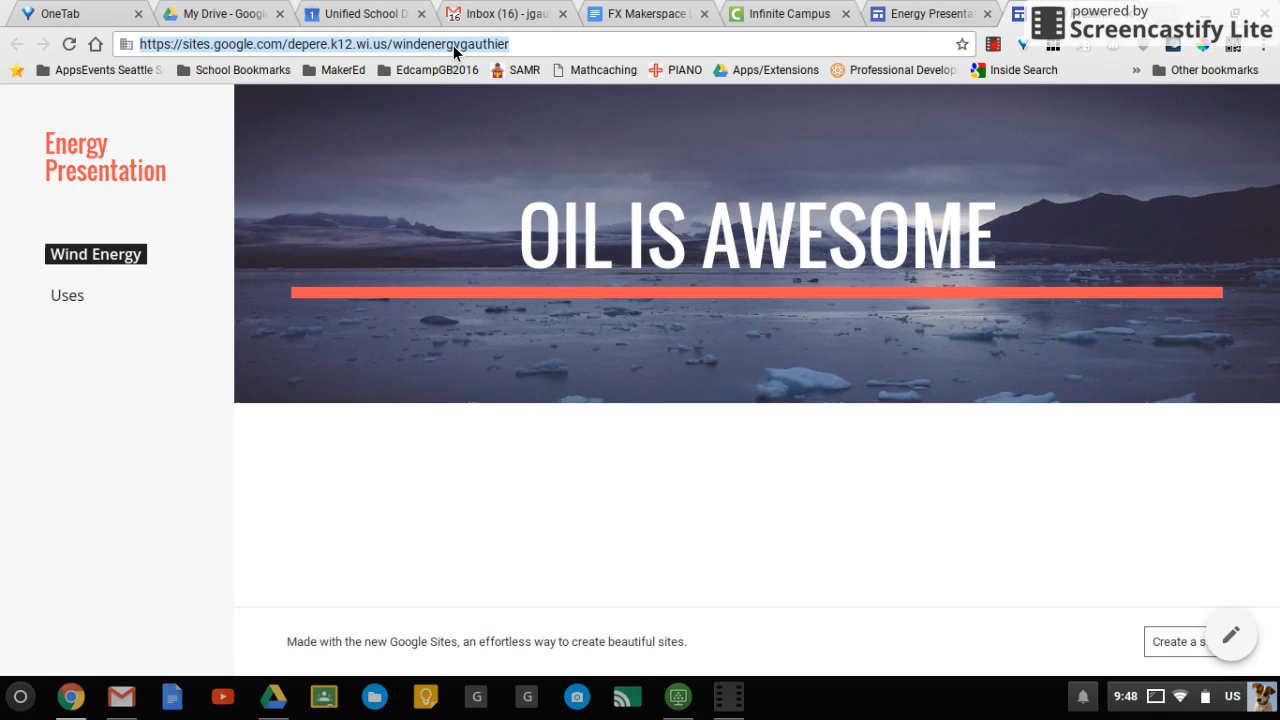 OneTab
My Drive - Googl
Unified School D
Inbox (16) - jgau
FX Makerspace
Infinite Campus
Energy Presenta
powered by
Screencastify Lite
https://sites.google.com/depere.k12.wi.us/windenergygauthier
AppsEvents Seattle S
School Bookmarks
MakerEd
EdcampGB2016
SAMR
Mathcaching
PIANO
Apps/Extensions
Professional Develop
Inside Search
»
Other bookmarks
Energy
Presentation
Wind Energy
Uses
OIL IS AWESOME
Made with the new Google Sites, an effortless way to create beautiful sites.
Create a s
G
G
9:48
US